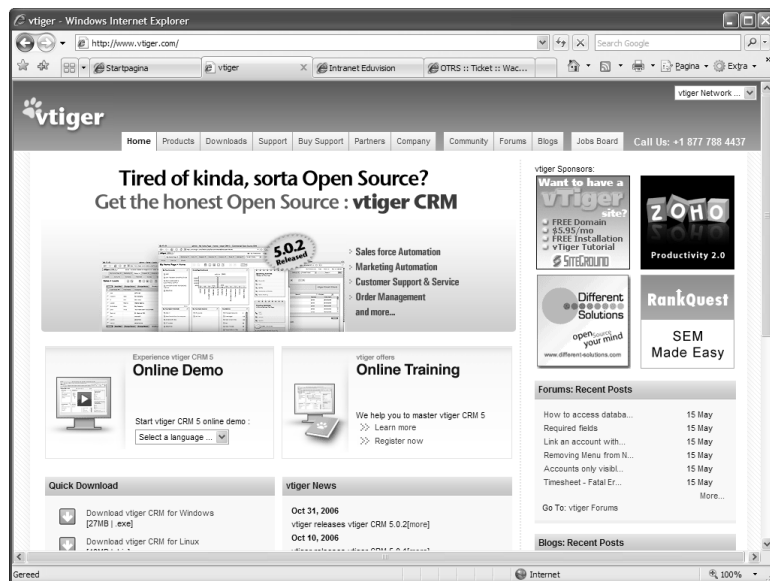 vtiger - Windows Internet Explorer
http://www.vtiger.com/
Search Google
Startpagina
vtiger
Intranet Eduvision
OTRS :: Ticket :: Wac...
Pagina
Extra
vtiger Network ...
vtiger
Home Products Downloads Support Buy Support Partners Company Community Forums Blogs Jobs Board Call Us: +1 877 788 4437
Tired of kinda, sorta Open Source?
Get the honest Open Source : vtiger CRM
5.0.2
Released
Sales force Automation
Marketing Automation
Customer Support & Service
Order Management
and more...
vtiger Sponsors:
Want to have a
vTiger
site?
FREE Domain
$5.95/mo
FREE Installation
vTiger Tutorial
SITEGROUND
ZOHO
Productivity 2.0
Different
Solutions
open source
your mind
www.different-solutions.com
RANKQUEST
SEM
Made Easy
Experience vtiger CRM 5
Online Demo
Start vtiger CRM 5 online demo :
Select a language ...
vtiger offers
Online Training
We help you to master vtiger CRM 5
>> Learn more
>> Register now
Forums: Recent Posts
How to access databa... 15 May
Required fields 15 May
Link an account with... 15 May
Removing Menu from N... 15 May
Accounts only visibl... 15 May
Timesheet - Fatal Er... 15 May
More...
Go To: vtiger Forums
Blogs: Recent Posts
Quick Download
Download vtiger CRM for Windows
[27MB | .exe]
Download vtiger CRM for Linux
vtiger News
Oct 31, 2006
vtiger releases vtiger CRM 5.0.2[more]
Oct 10, 2006
Gereed
Internet
100%